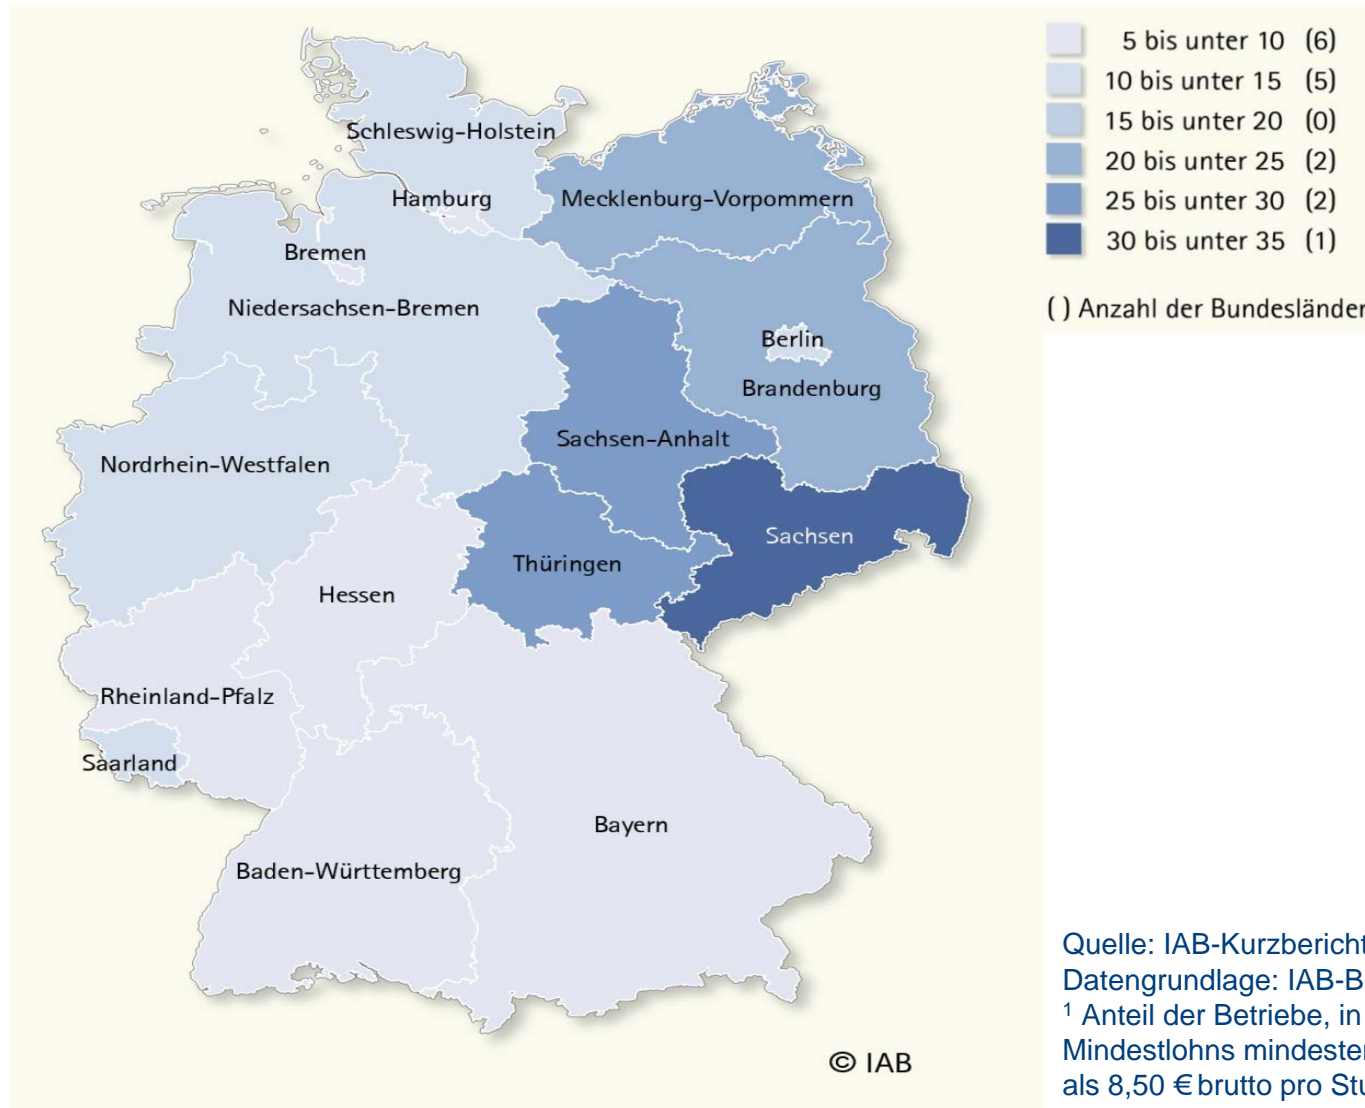 5 bis unter 10 (6)
10 bis unter 15 (5)
15 bis unter 20 (0)
20 bis unter 25 (2)
25 bis unter 30 (2)
30 bis unter 35 (1)
( ) Anzahl der Bundesländer
Schleswig-Holstein
Hamburg
Mecklenburg-Vorpommern
Bremen
Niedersachsen-Bremen
Berlin
Brandenburg
Sachsen-Anhalt
Nordrhein-Westfalen
Sachsen
Thüringen
Hessen
Rheinland-Pfalz
Saarland
Bayern
Baden-Württemberg
© IAB
Quelle: IAB-Kurzbericht
Datengrundlage: IAB-B
¹ Anteil der Betriebe, in
Mindestlohns mindester
als 8,50 € brutto pro Stu